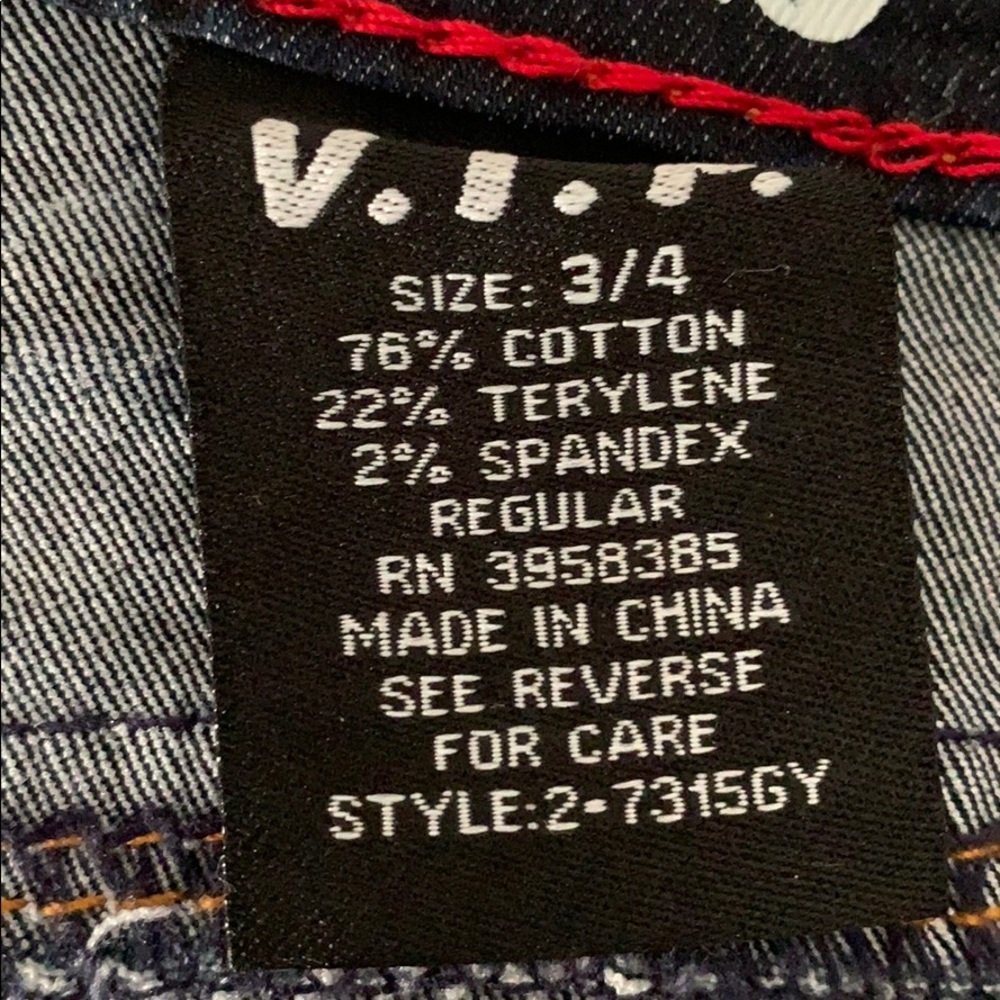 V.I.P.
SIZE: 3/4
76% COTTON
22% TERYLENE
2% SPANDEX
REGULAR
RN 3958385
MADE IN CHINA
SEE REVERSE
FOR CARE
STYLE:2-7315GY